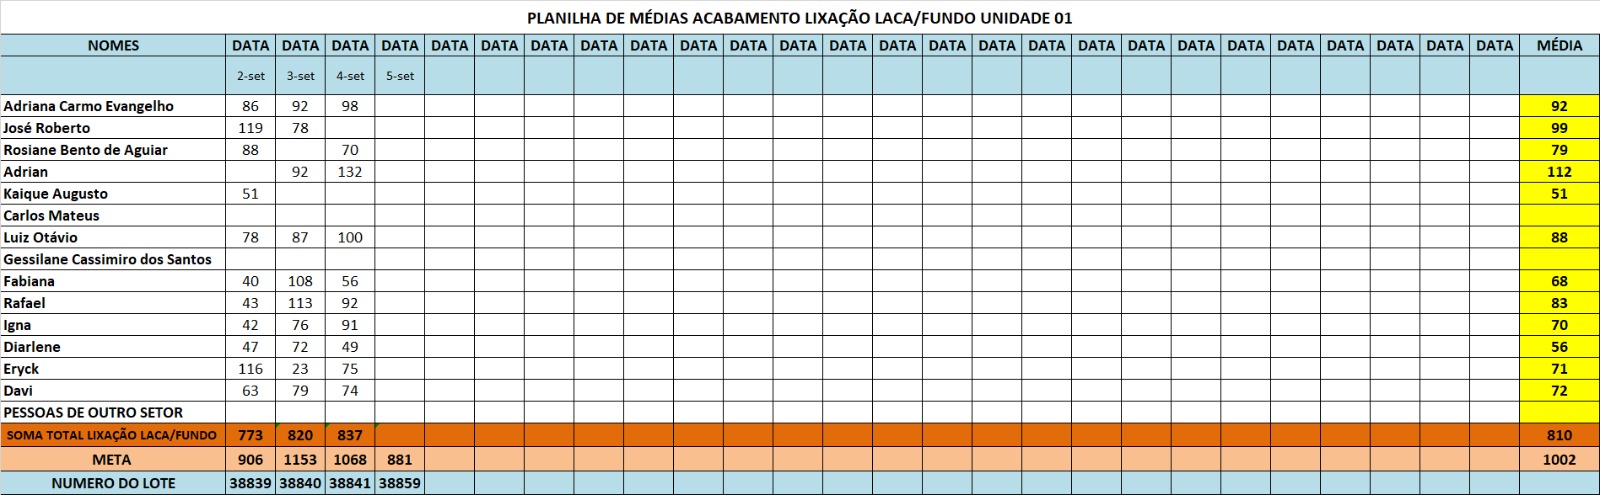 PLANILHA DE MÉDIAS ACABAMENTO LIXAÇÃO LACA/FUNDO UNIDADE 01
NOMES DATA DATA DATA DATA DATA DATA DATA DATA DATA DATA DATA DATA DATA DATA DATA DATA DATA DATA DATA DATA DATA DATA DATA DATA DATA DATA MÉDIA
2-set 3-set 4-set 5-set
Adriana Carmo Evangelho 86 92 98 92
José Roberto 119 78 99
Rosiane Bento de Aguiar 88 70 79
Adrian 92 132 112
Kaique Augusto 51 51
Carlos Mateus
Luiz Otávio 78 87 100 88
Gessilane Cassimiro dos Santos
Fabiana 40 108 56 68
Rafael 43 113 92 83
Igna 42 76 91 70
Diarlene 47 72 49 56
Eryck 116 23 75 71
Davi 63 79 74 72
PESSOAS DE OUTRO SETOR
SOMA TOTAL LIXAÇÃO LACA/FUNDO 773 820 837 810
META 906 1153 1068 881 1002
NUMERO DO LOTE 38839 38840 38841 38859